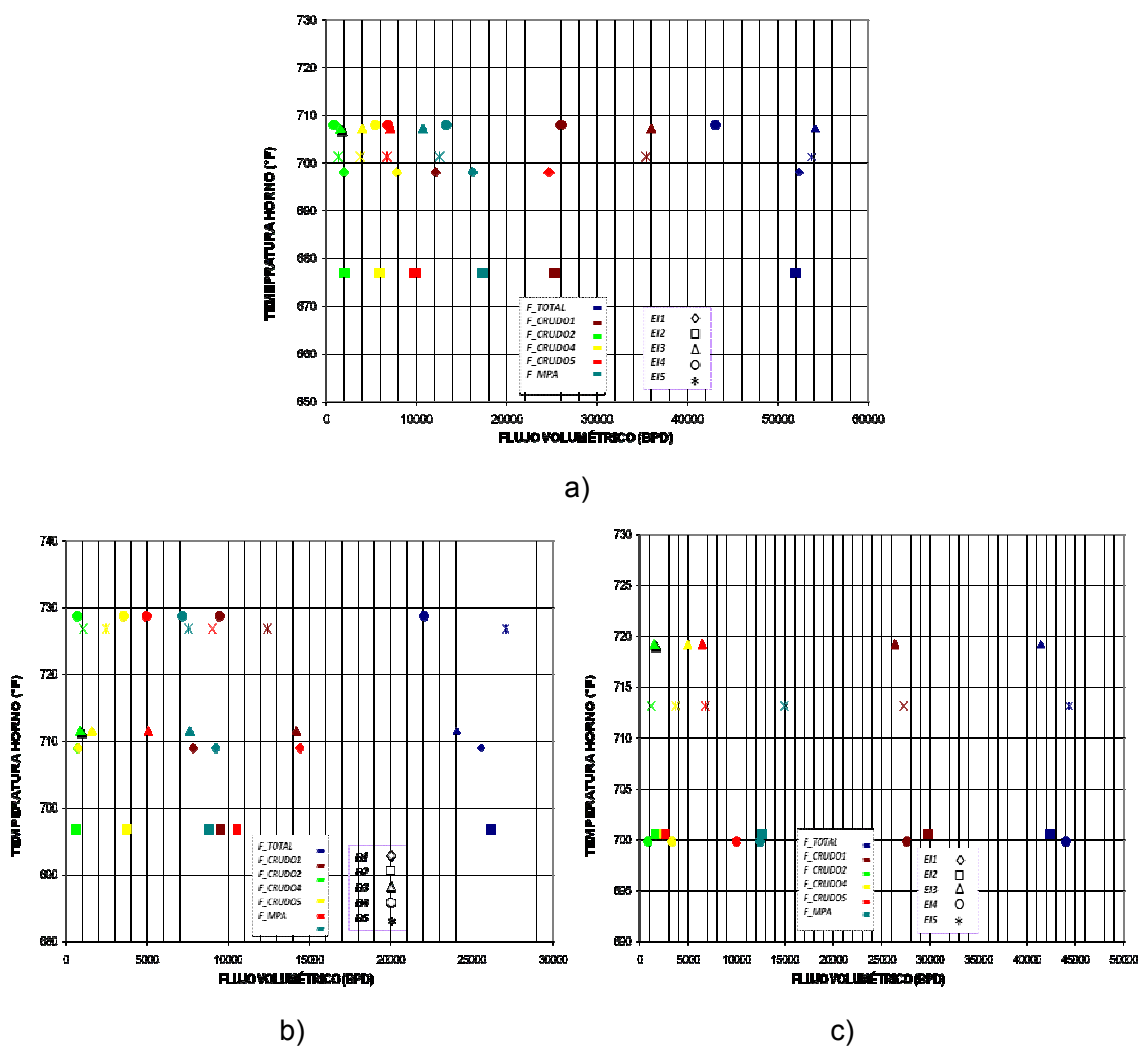 730
720
710
700
690
680
670
660
650
TEMEPRATURA HORNO (°F)
F_TOTAL
F_CRUDO1
F_CRUDO2
F_CRUDO4
F_CRUDO5
F_MPA
EI1
EI2
EI3
EI4
EI5
0 10000 20000 30000 40000 50000 60000
FLUJO VOLUMÉTRICO (BPD)
a)
740
730
720
710
700
690
680
TEMPERATURA HORNO (°F)
F_TOTAL
F_CRUDO1
F_CRUDO2
F_CRUDO4
F_CRUDO5
F_MPA
0 5000 10000 15000 20000 25000 30000
FLUJO VOLUMÉTRICO (BPD)
b)
730
725
720
715
710
705
700
695
690
TEMPERATURA HORNO (°F)
F_TOTAL
F_CRUDO1
F_CRUDO2
F_CRUDO4
F_CRUDO5
F_MPA
EI1
EI2
EI3
EI4
EI5
0 5000 10000 15000 20000 25000 30000 35000 40000 45000 50000
FLUJO VOLUMÉTRICO (BPD)
c)